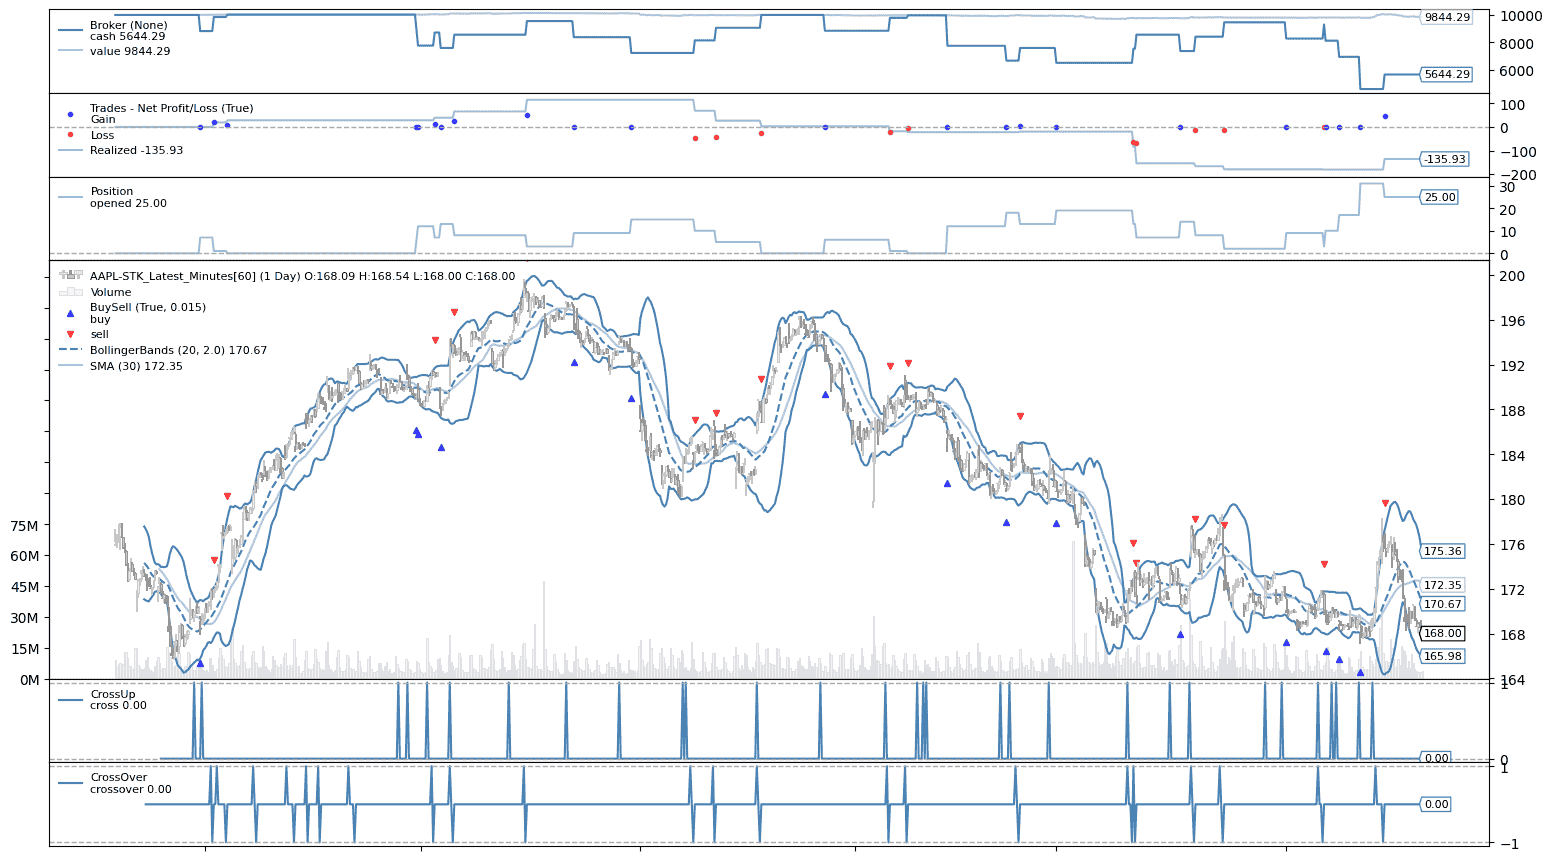 Broker (None)
cash 5644.29
value 9844.29
9844.29
5644.29
10000
8000
6000
Trades - Net Profit/Loss (True)
Gain
Loss
Realized -135.93
-135.93
100
0
−100
−200
Position
opened 25.00
25.00
30
20
10
0
AAPL-STK_Latest_Minutes[60] (1 Day) O:168.09 H:168.54 L:168.00 C:168.00
Volume
BuySell (True, 0.015)
buy
sell
BollingerBands (20, 2.0) 170.67
SMA (30) 172.35
75M
60M
45M
30M
15M
0M
200
196
192
188
184
180
176
172
168
164
175.36
172.35
170.67
168.00
165.98
CrossUp
cross 0.00
0.00
1
0
CrossOver
crossover 0.00
0.00
1
0
−1